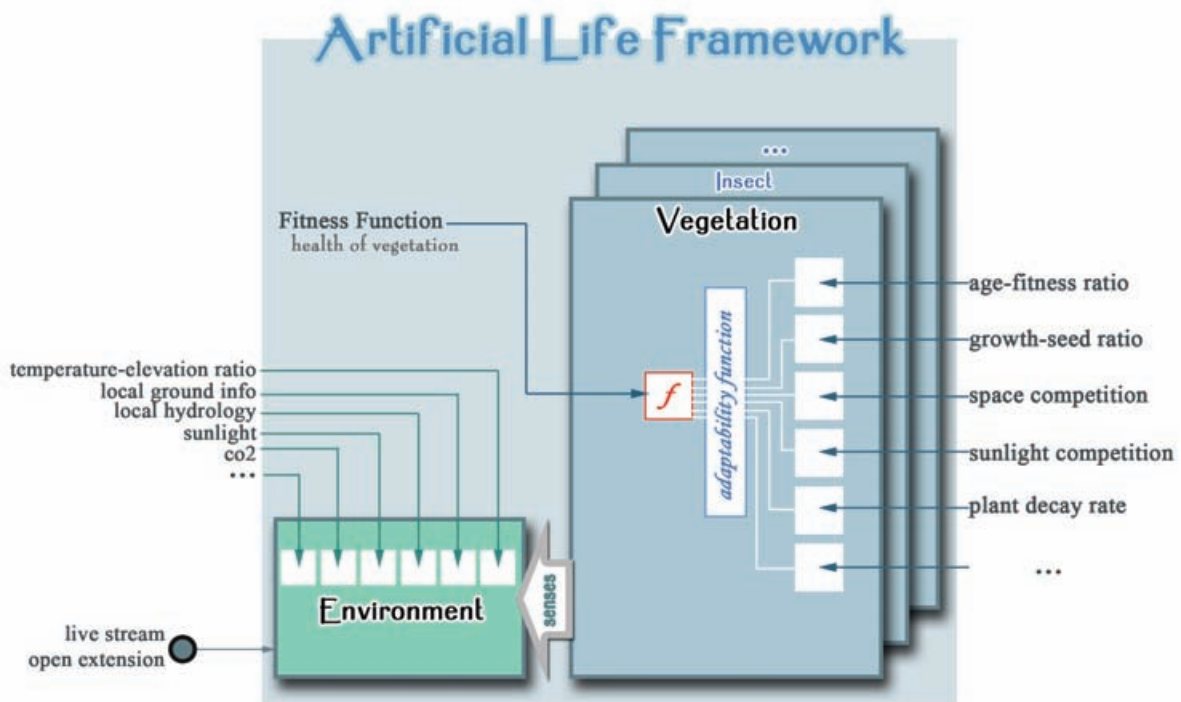 Artificial Life Framework
...
Insect
Vegetation
Fitness Function
health of vegetation
age-fitness ratio
growth-seed ratio
space competition
sunlight competition
plant decay rate
...
f
adaptability function
temperature-elevation ratio
local ground info
local hydrology
sunlight
co2
...
Environment
senses
live stream
open extension